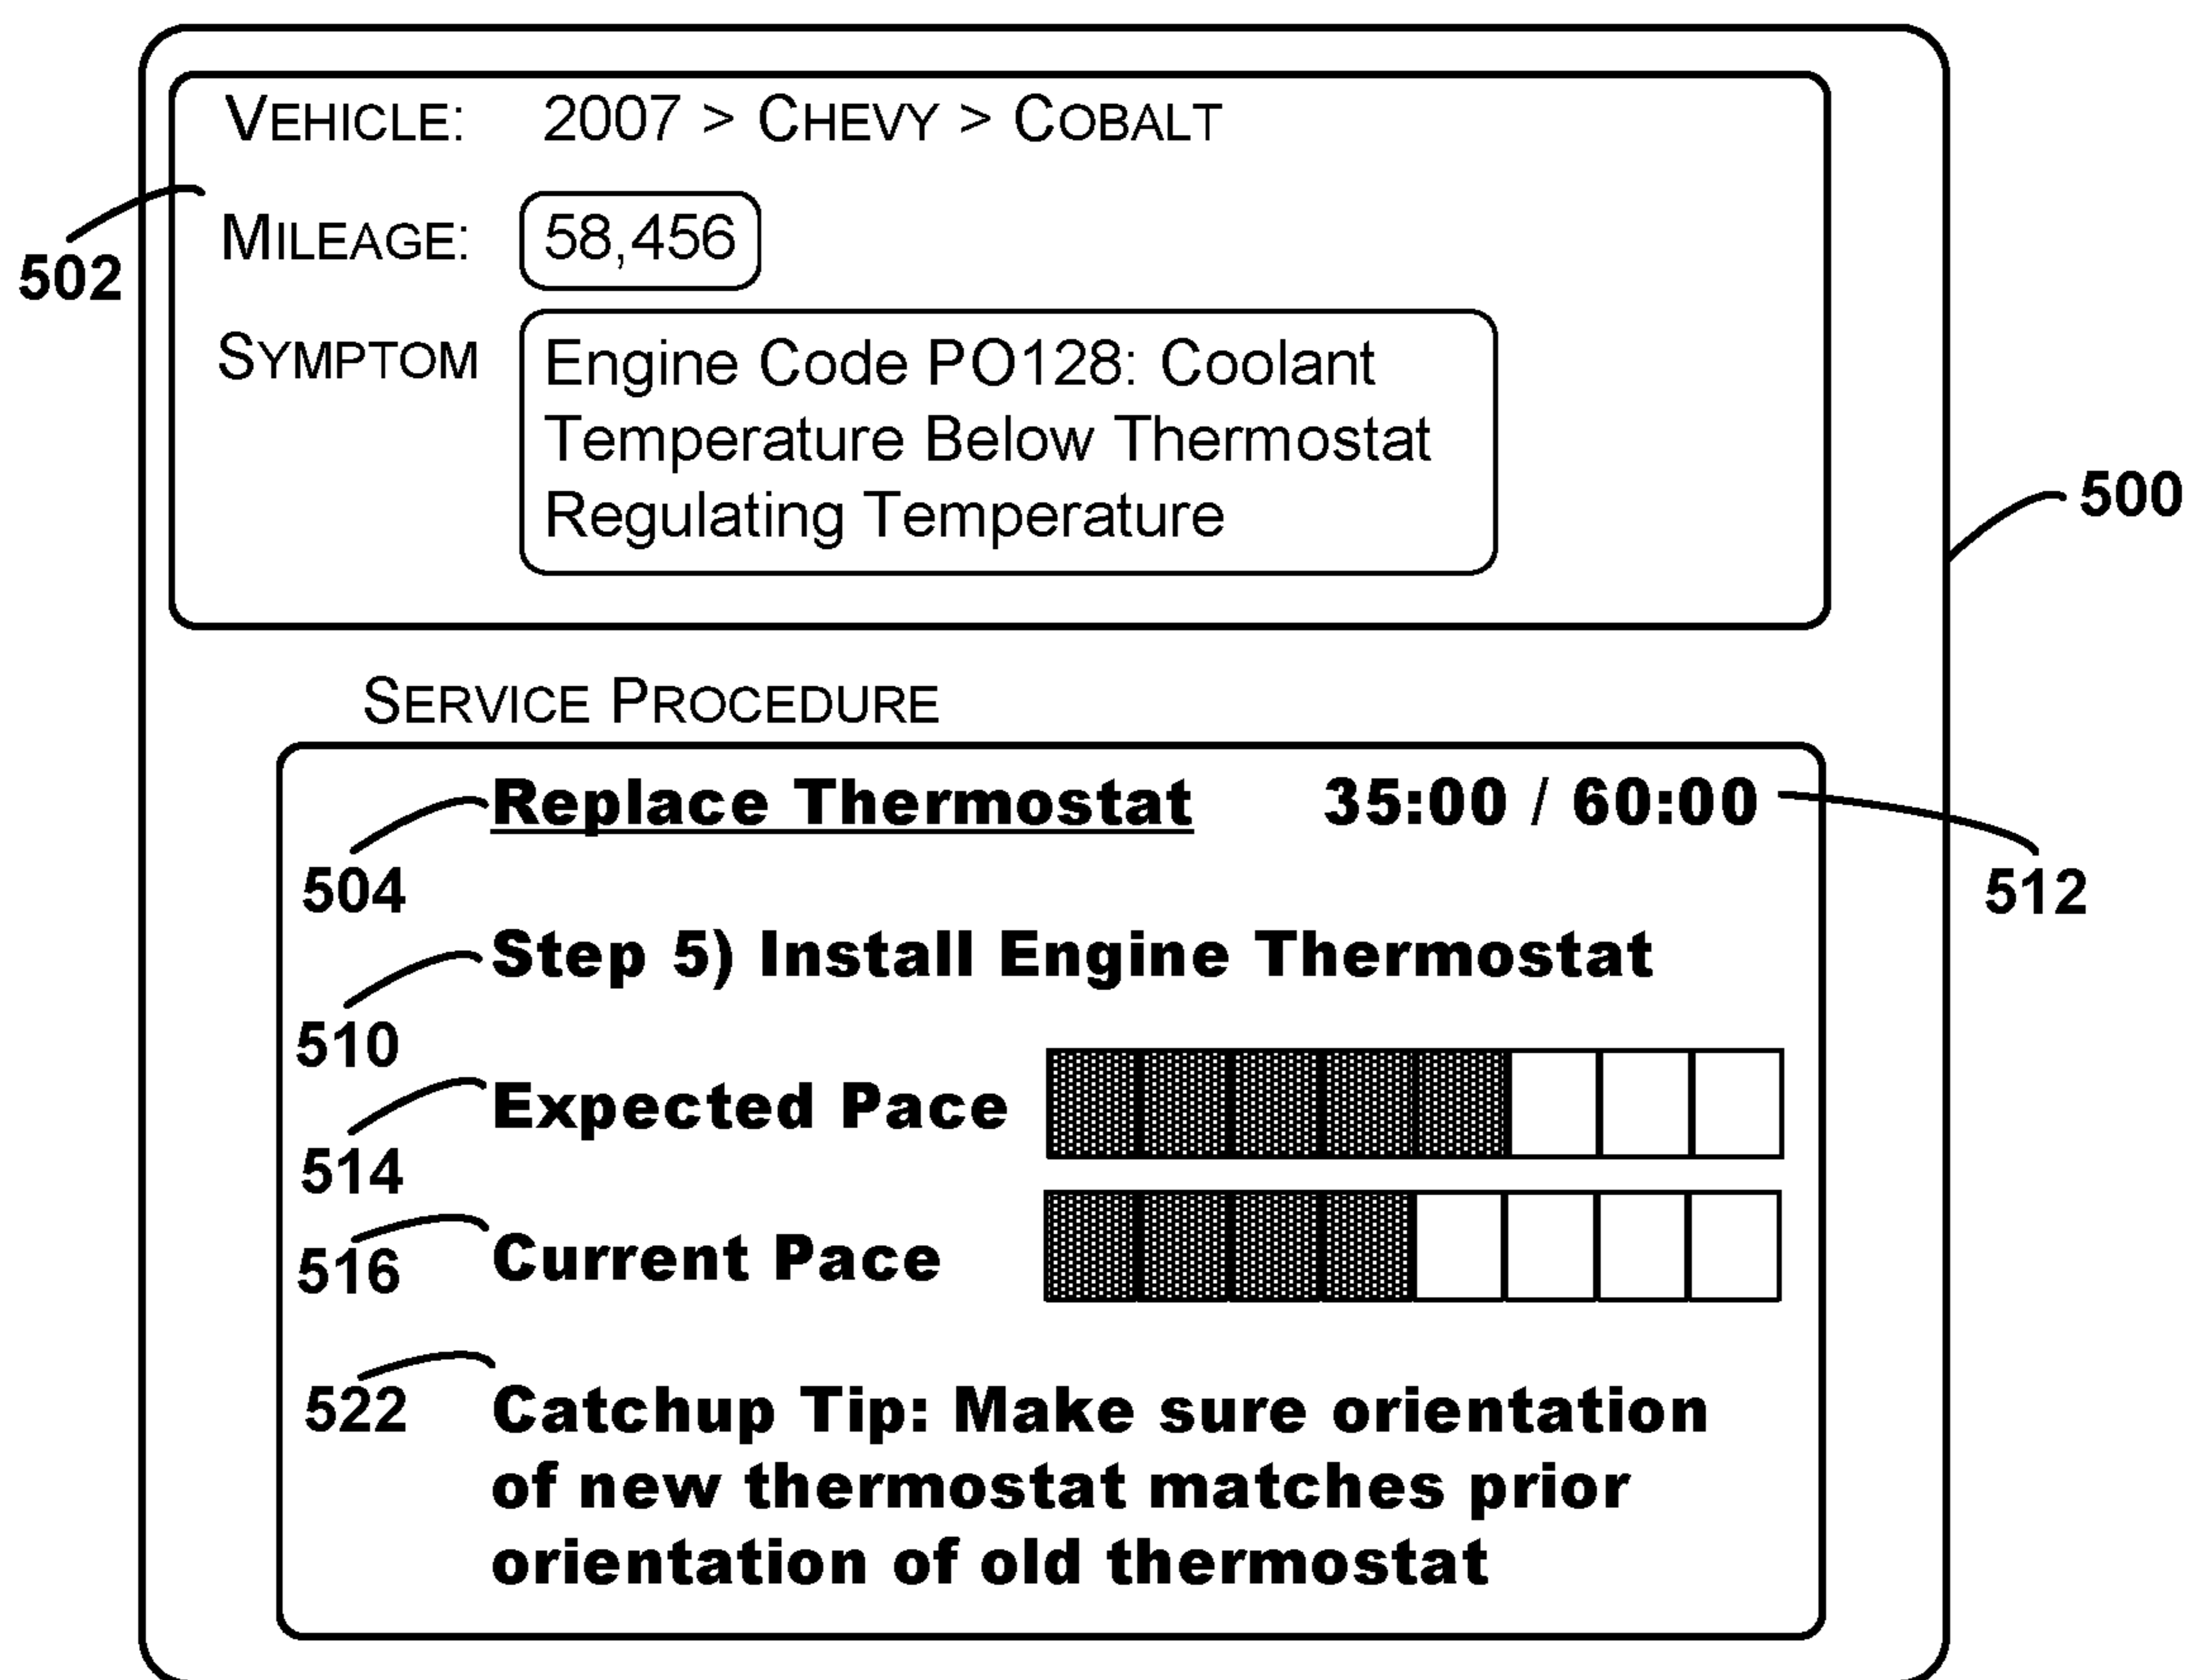 VEHICLE: 2007 > CHEVY > COBALT
MILEAGE: 58,456
502
SYMPTOM Engine Code PO128: Coolant
Temperature Below Thermostat
Regulating Temperature
500
SERVICE PROCEDURE
Replace Thermostat 35:00 / 60:00
504
512
Step 5) Install Engine Thermostat
510
Expected Pace
514
Current Pace
516
522 Catchup Tip: Make sure orientation
of new thermostat matches prior
orientation of old thermostat